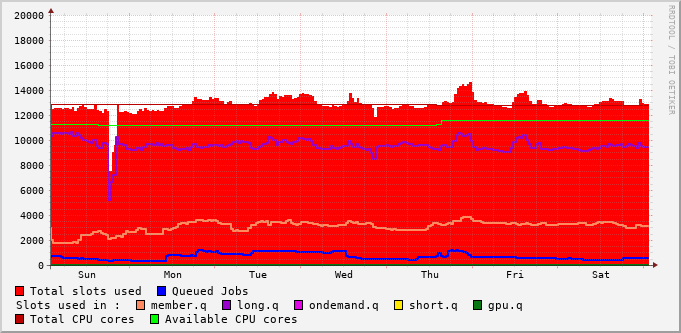 20000
18000
16000
14000
12000
10000
8000
6000
4000
2000
0
Sun Mon Tue Wed Thu Fri Sat
Total slots used Queued Jobs
Slots used in : member.q long.q ondemand.q short.q gpu.q
Total CPU cores Available CPU cores
RRDTOOL / TOBI OETIKER